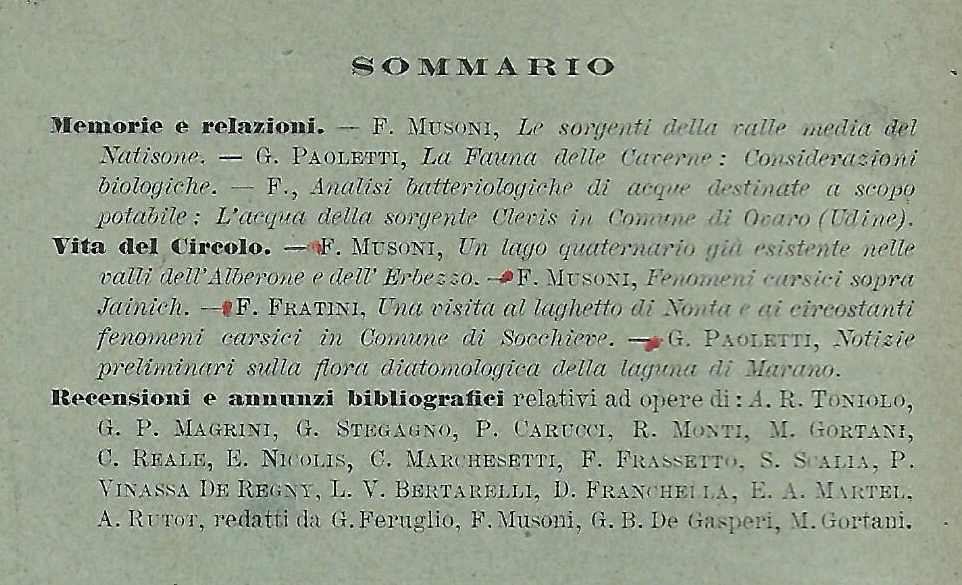 SOMMARIO
Memorie e relazioni. — F. Musoni, Le sorgenti della valle media del
Natisone. — G. Paoletti, La Fauna delle Caverne: Considerazioni
biologiche. — F., Analisi batteriologiche di acque destinate a scopo
potabile: L'acqua della sorgente Cleris in Comune di Ovaro (Udine).
Vita del Circolo. — F. Musoni, Un lago quaternario già esistente nelle
valli dell'Alberone e dell'Erbezzo. — F. Musoni, Fenomeni carsici sopra
Jainich. — F. Fratini, Una visita al laghetto di Nonta e ai circostanti
fenomeni carsici in Comune di Socchieve. — G. Paoletti, Notizie
preliminari sulla flora diatomologica della laguna di Marano.
Recensioni e annunzi bibliografici relativi ad opere di: A. R. Toniolo,
G. P. Magrini, G. Stegagno, P. Carucci, R. Monti, M. Gortani,
C. Reale, E. Nicolis, C. Marchesetti, F. Frassetto, S. Scalia, P.
Vinassa De Regny, L. V. Bertarelli, D. Franchella, E. A. Martel,
A. Rutot, redatti da G. Feruglio, F. Musoni, G. B. De Gasperi, M. Gortani.